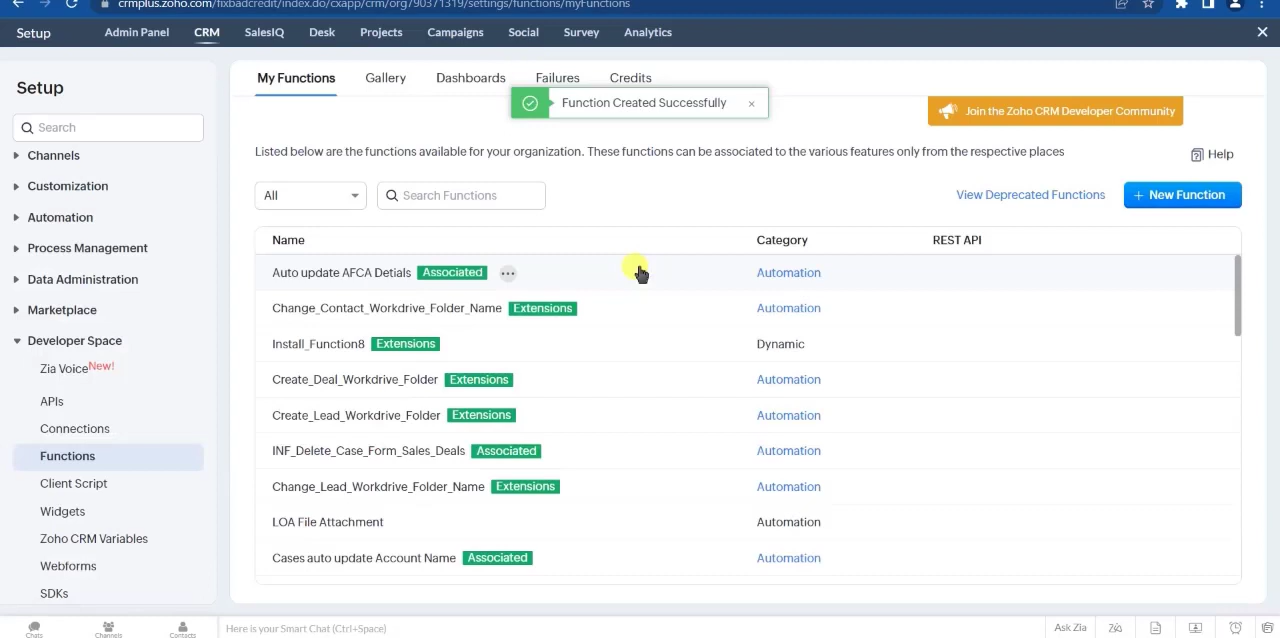 crmplus.zoho.com/fixbadcredit/index.do/cxapp/crm/org790371319/settings/functions/myFunctions
Setup
Admin Panel CRM SalesIQ Desk Projects Campaigns Social Survey Analytics
Setup
Search
Channels
Customization
Automation
Process Management
Data Administration
Marketplace
Developer Space
Zia Voice New!
APIs
Connections
Functions
Client Script
Widgets
Zoho CRM Variables
Webforms
SDKs
My Functions Gallery Dashboards Failures Credits
Function Created Successfully ×
Join the Zoho CRM Developer Community
Listed below are the functions available for your organization. These functions can be associated to the various features only from the respective places
Help
All
Search Functions
View Deprecated Functions
+ New Function
Name Category REST API
Auto update AFCA Detials Associated ... Automation
Change_Contact_Workdrive_Folder_Name Extensions Automation
Install_Function8 Extensions Dynamic
Create_Deal_Workdrive_Folder Extensions Automation
Create_Lead_Workdrive_Folder Extensions Automation
INF_Delete_Case_Form_Sales_Deals Associated Automation
Change_Lead_Workdrive_Folder_Name Extensions Automation
LOA File Attachment Automation
Cases auto update Account Name Associated Automation
Chats Channels Contacts
Here is your Smart Chat (Ctrl+Space)
Ask Zia